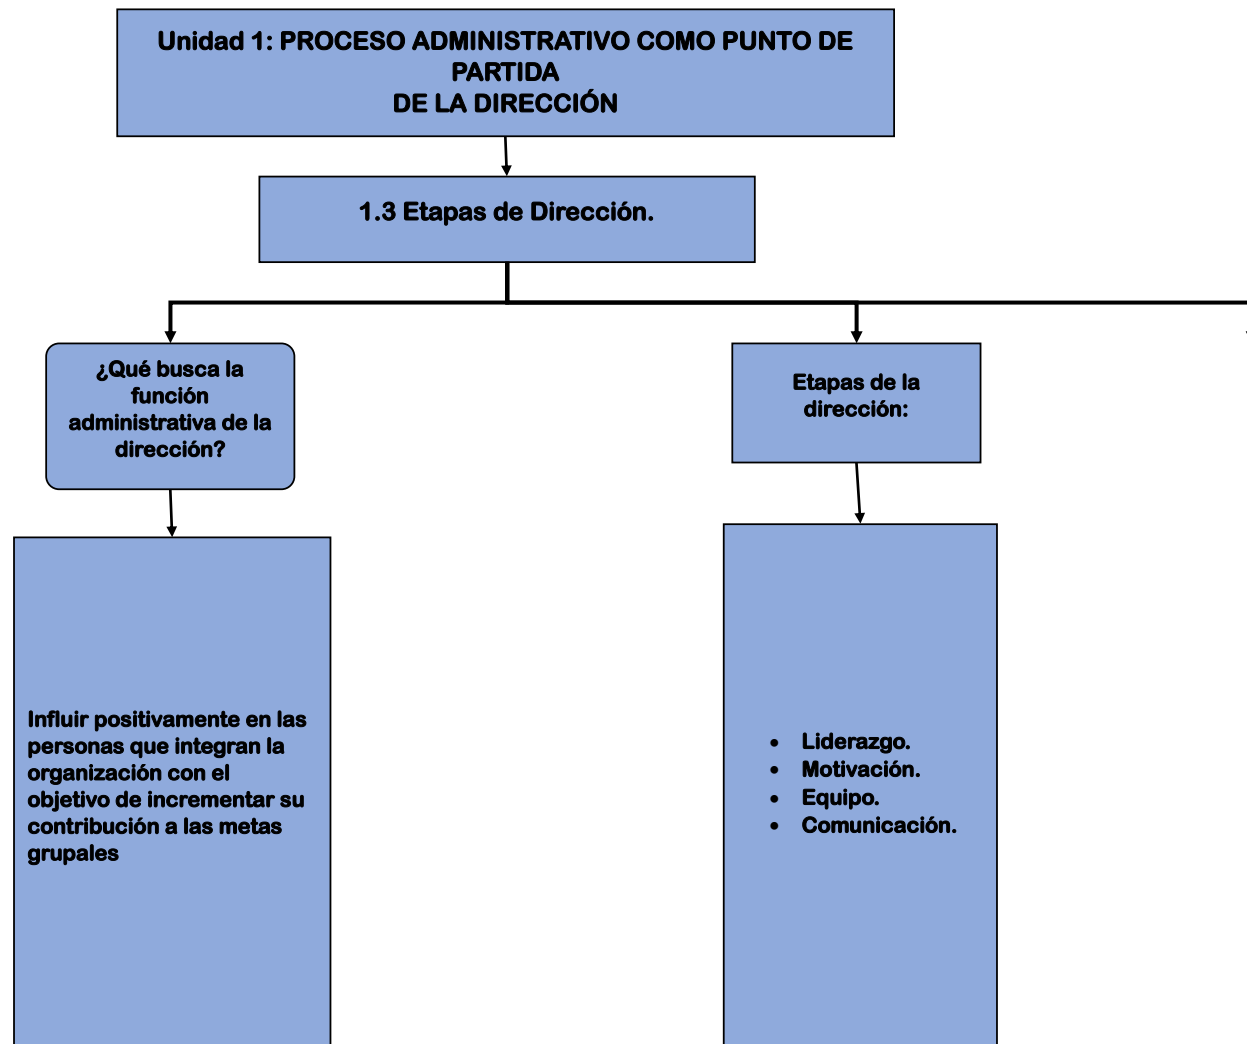 Unidad 1: PROCESO ADMINISTRATIVO COMO PUNTO DE
PARTIDA
DE LA DIRECCIÓN
1.3 Etapas de Dirección.
¿Qué busca la
función
administrativa de la
dirección?
Etapas de la
dirección:
Influir positivamente en las
personas que integran la
organización con el
objetivo de incrementar su
contribución a las metas
grupales
• Liderazgo.
• Motivación.
• Equipo.
• Comunicación.